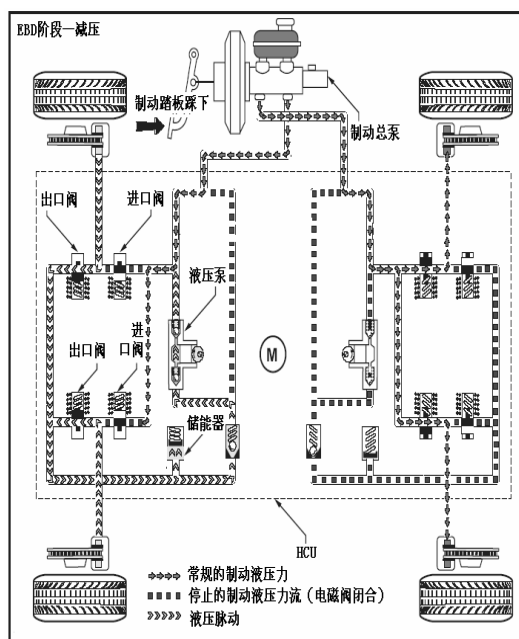 EBD阶段—减压
制动踏板踩下
制动总泵
出口阀
进口阀
液压泵
M
出口阀
进
口阀
储能器
HCU
常规的制动液压力
停止的制动液压力流（电磁阀闭合）
液压脉动